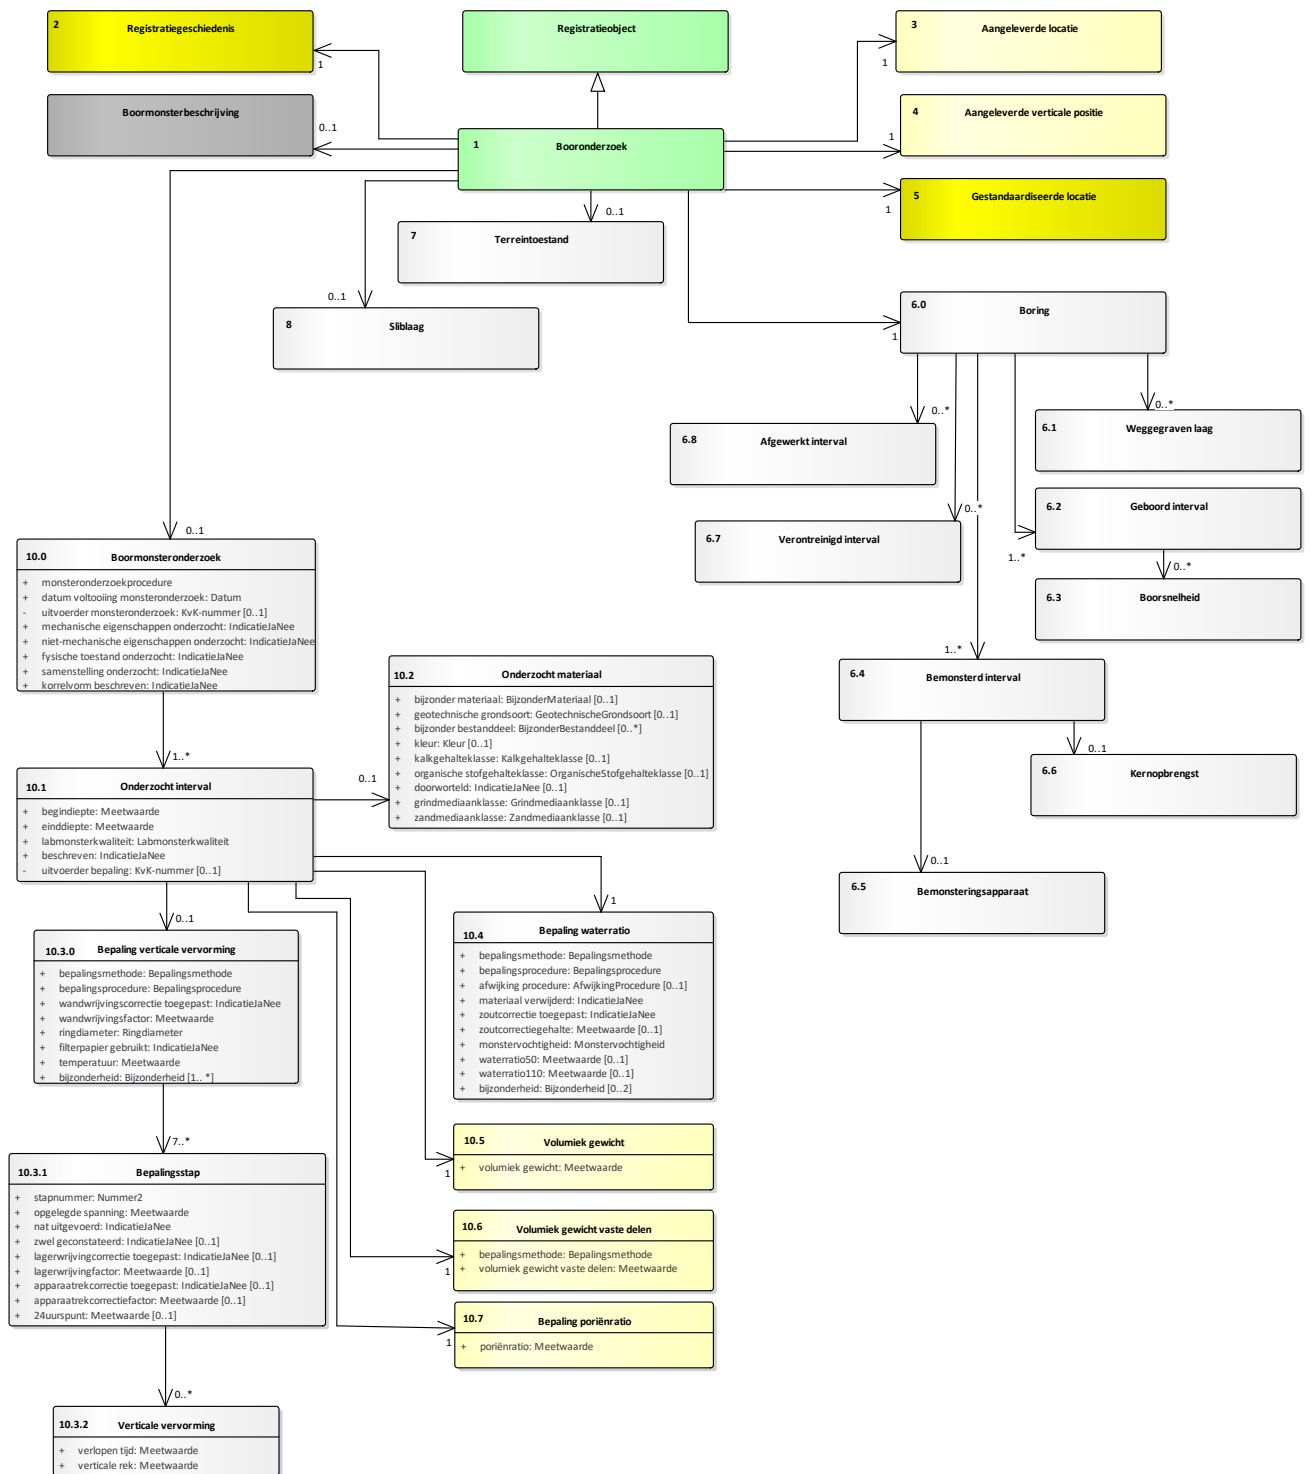 2 Registratiegeschiedenis
1
Registratieobject
3 Aangeleverde locatie
1
Boormonsterbeschrijving
0..1
4 Aangeleverde verticale positie
1
1 Booronderzoek
5 Gestandaardiseerde locatie
1
7 Terreintoestand
0..1
8 Sliblaag
0..1
6.0 Boring
1
0..*
6.1 Weggegraven laag
0..*
6.8 Afgewerkt interval
6.2 Geboord interval
1..*
0..*
6.7 Verontreinigd interval
0..*
6.3 Boorsnelheid
1..*
6.4 Bemonsterd interval
0..1
6.6 Kernopbrengst
0..1
6.5 Bemonsteringsapparaat
0..1
10.0 Boormonsteronderzoek
+ monsteronderzoekprocedure
+ datum voltooiing monsteronderzoek: Datum
- uitvoerder monsteronderzoek: KvK-nummer [0..1]
+ mechanische eigenschappen onderzocht: IndicatieJaNee
+ niet-mechanische eigenschappen onderzocht: IndicatieJaNee
+ fysische toestand onderzocht: IndicatieJaNee
+ samenstelling onderzocht: IndicatieJaNee
+ korrelvorm beschreven: IndicatieJaNee
1..*
10.2 Onderzocht materiaal
+ bijzonder materiaal: BijzonderMateriaal [0..1]
+ geotechnische grondsoort: GeotechnischeGrondsoort [0..1]
+ bijzonder bestanddeel: BijzonderBestanddeel [0..*]
+ kleur: Kleur [0..1]
+ kalkgehalteklasse: Kalkgehalteklasse [0..1]
+ organische stofgehalteklasse: OrganischeStofgehalteklasse [0..1]
+ doorworteld: IndicatieJaNee [0..1]
+ grindmediaanklasse: Grindmediaanklasse [0..1]
+ zandmediaanklasse: Zandmediaanklasse [0..1]
0..1
10.1 Onderzocht interval
+ begindiepte: Meetwaarde
+ einddiepte: Meetwaarde
+ labmonsterkwaliteit: Labmonsterkwaliteit
+ beschreven: IndicatieJaNee
- uitvoerder bepaling: KvK-nummer [0..1]
0..1
1
10.3.0 Bepaling verticale vervorming
+ bepalingsmethode: Bepalingsmethode
+ bepalingsprocedure: Bepalingsprocedure
+ wandwrijvingscorrectie toegepast: IndicatieJaNee
+ wandwrijvingsfactor: Meetwaarde
+ ringdiameter: Ringdiameter
+ filterpapier gebruikt: IndicatieJaNee
+ temperatuur: Meetwaarde
+ bijzonderheid: Bijzonderheid [1.. *]
7..*
10.4 Bepaling waterratio
+ bepalingsmethode: Bepalingsmethode
+ bepalingsprocedure: Bepalingsprocedure
+ afwijking procedure: AfwijkingProcedure [0..1]
+ materiaal verwijderd: IndicatieJaNee
+ zoutcorrectie toegepast: IndicatieJaNee
+ zoutcorrectiegehalte: Meetwaarde [0..1]
+ monstervochtigheid: Monstervochtigheid
+ waterratio50: Meetwaarde [0..1]
+ waterratio110: Meetwaarde [0..1]
+ bijzonderheid: Bijzonderheid [0..2]
10.5 Volumiek gewicht
+ volumiek gewicht: Meetwaarde
1
10.3.1 Bepalingsstap
+ stapnummer: Nummer2
+ opgelegde spanning: Meetwaarde
+ nat uitgevoerd: IndicatieJaNee
+ zwel geconstateerd: IndicatieJaNee [0..1]
+ lagerwrijvingcorrectie toegepast: IndicatieJaNee [0..1]
+ lagerwrijvingfactor: Meetwaarde [0..1]
+ apparaatrekcorrectie toegepast: IndicatieJaNee [0..1]
+ apparaatrekcorrectiefactor: Meetwaarde [0..1]
+ 24uurspunt: Meetwaarde [0..1]
0..*
10.6 Volumiek gewicht vaste delen
+ bepalingsmethode: Bepalingsmethode
+ volumiek gewicht vaste delen: Meetwaarde
1
10.7 Bepaling poriënratio
+ poriënratio: Meetwaarde
1
10.3.2 Verticale vervorming
+ verlopen tijd: Meetwaarde
+ verticale rek: Meetwaarde